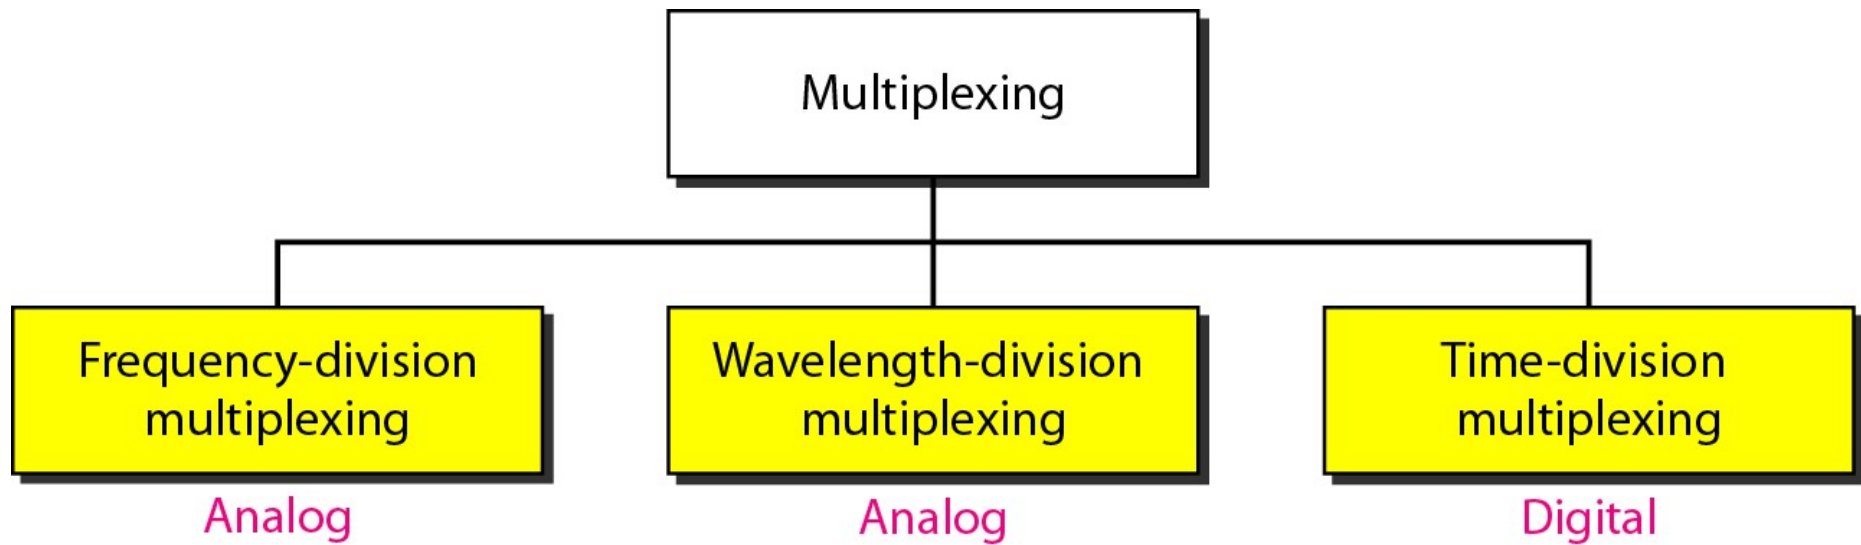 Multiplexing
Frequency-division
multiplexing
Wavelength-division
multiplexing
Time-division
multiplexing
Analog
Analog
Digital